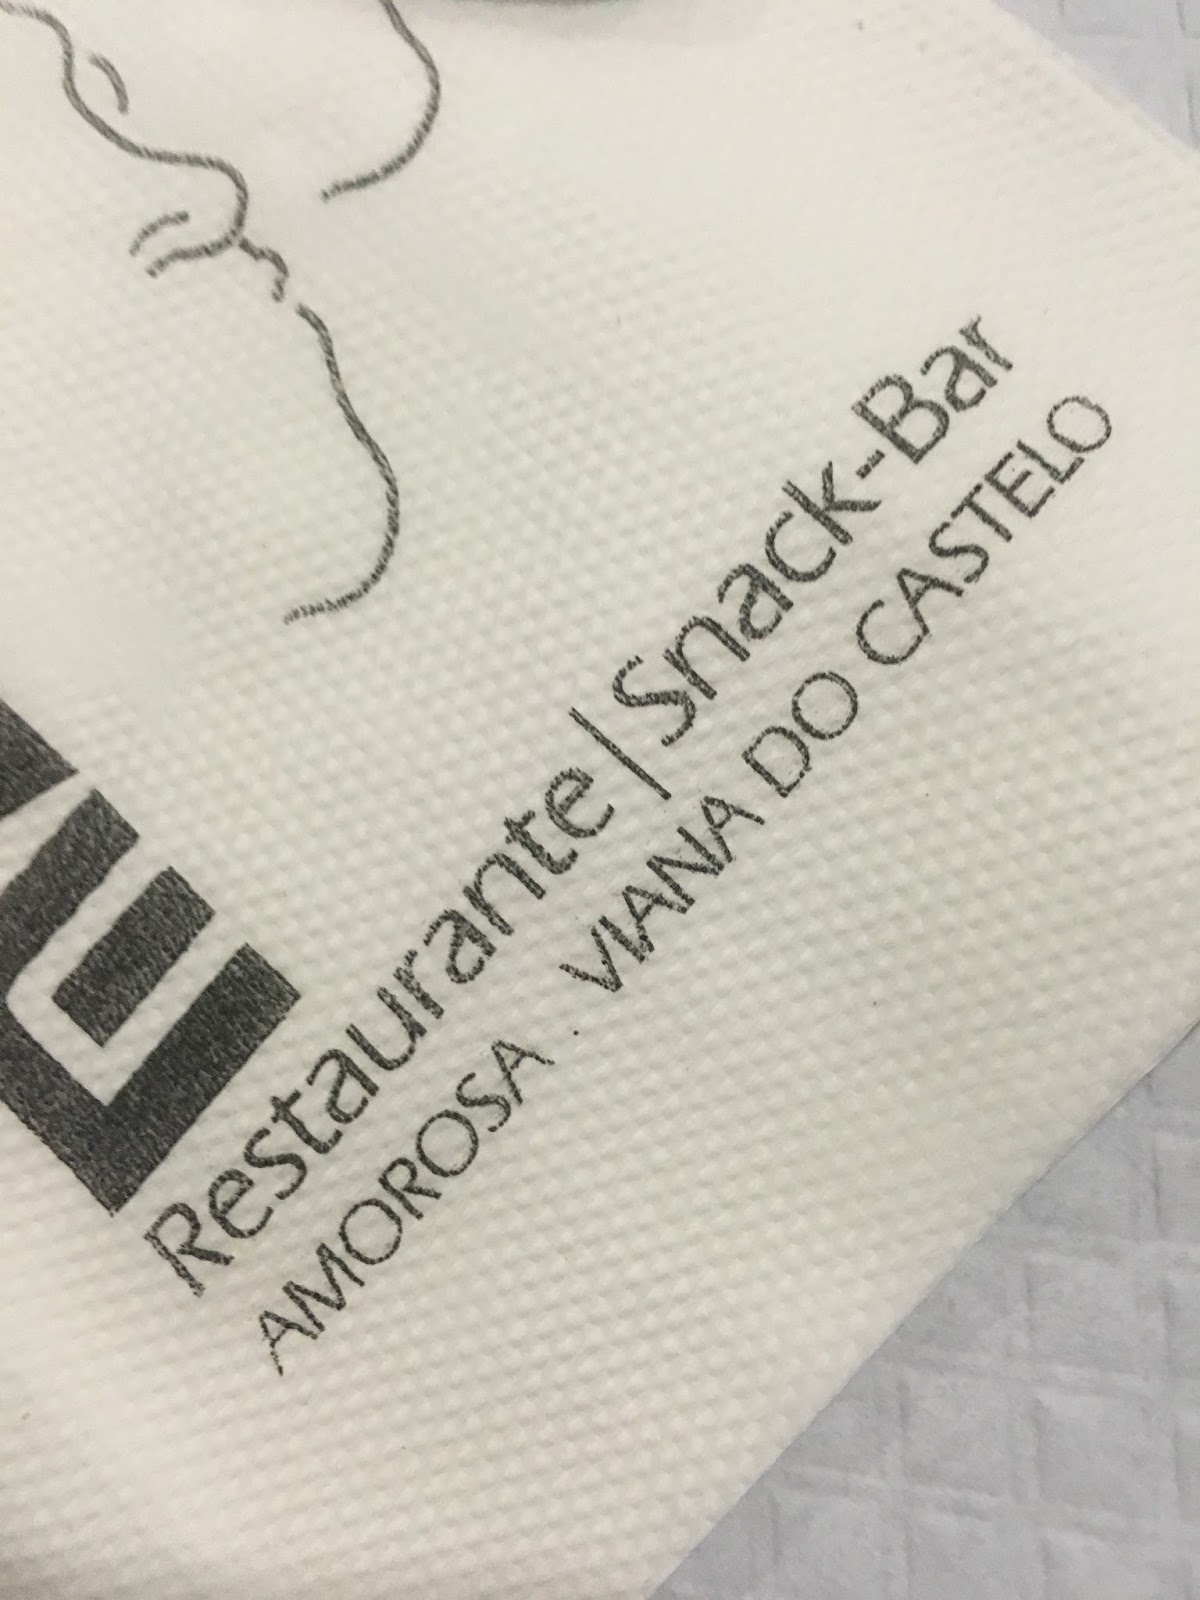 Restaurante | Snack-Bar
AMOROSA . VIANA DO CASTELO